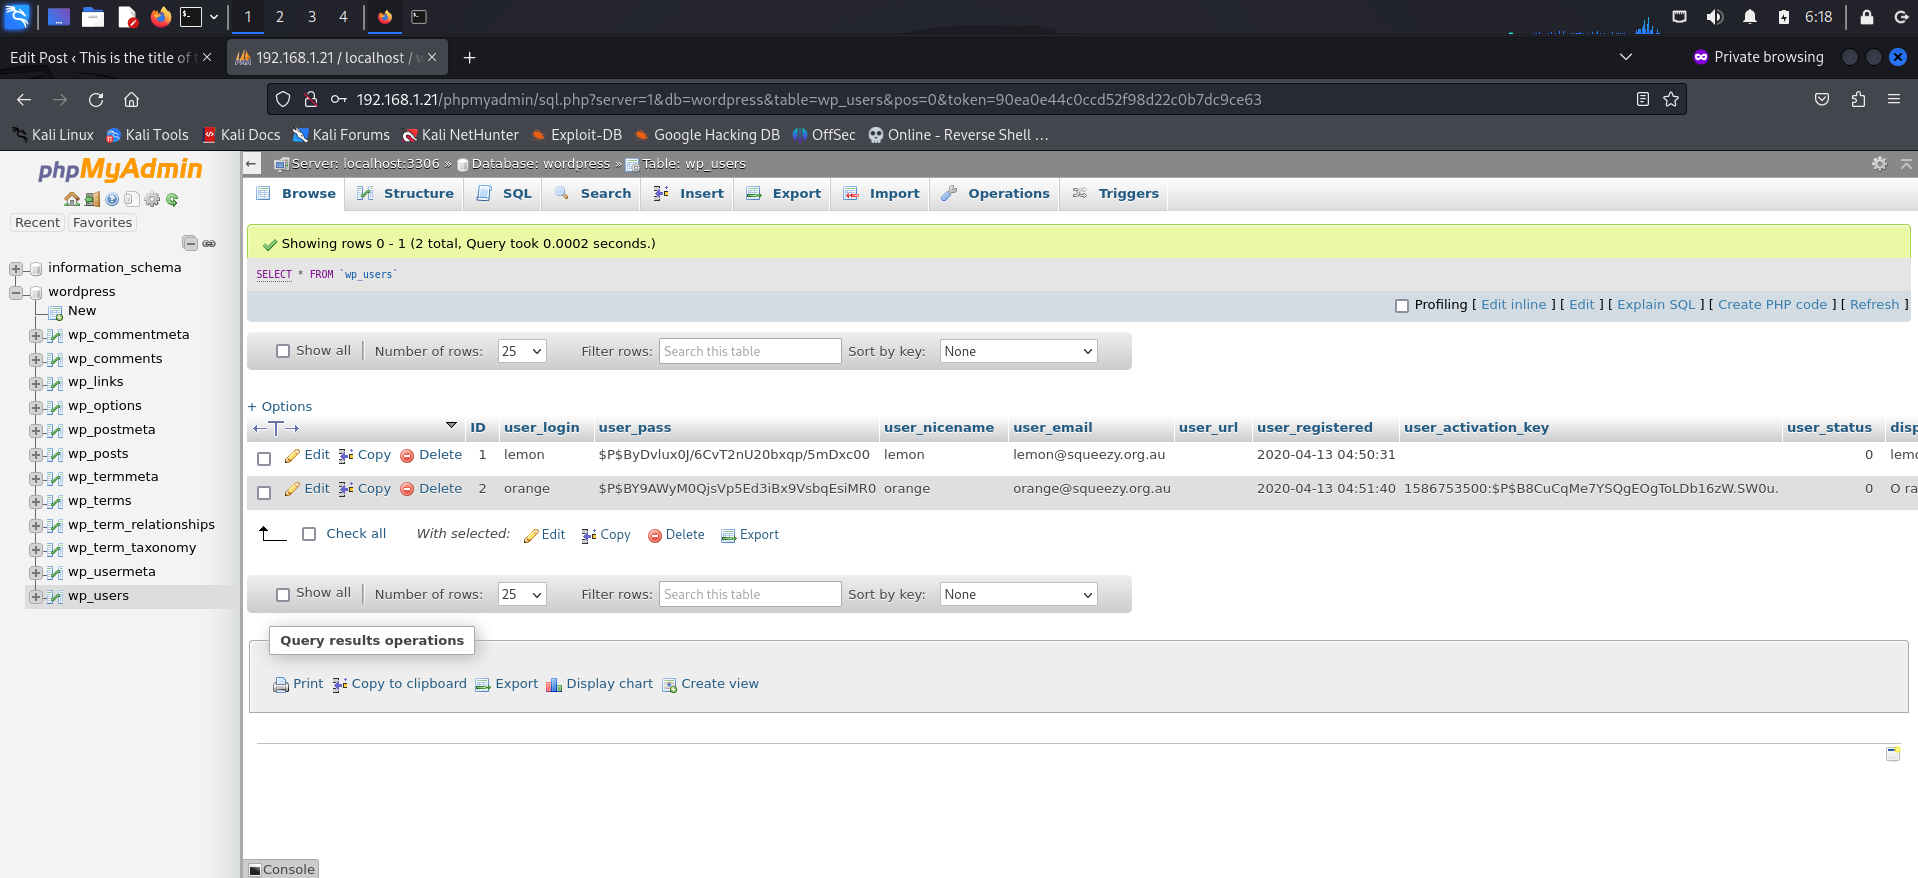 1 2 3 4 6:18
Edit Post ‹ This is the title of t 192.168.1.21 / localhost / w Private browsing
192.168.1.21/phpmyadmin/sql.php?server=1&db=wordpress&table=wp_users&pos=0&token=90ea0e44c0ccd52f98d22c0b7dc9ce63
Kali Linux Kali Tools Kali Docs Kali Forums Kali NetHunter Exploit-DB Google Hacking DB OffSec Online - Reverse Shell ...
phpMyAdmin
Recent Favorites
information_schema
wordpress
New
wp_commentmeta
wp_comments
wp_links
wp_options
wp_postmeta
wp_posts
wp_termmeta
wp_terms
wp_term_relationships
wp_term_taxonomy
wp_usermeta
wp_users
Server: localhost:3306 » Database: wordpress » Table: wp_users
Browse Structure SQL Search Insert Export Import Operations Triggers
Showing rows 0 - 1 (2 total, Query took 0.0002 seconds.)
SELECT * FROM `wp_users`
Profiling [ Edit inline ] [ Edit ] [ Explain SQL ] [ Create PHP code ] [ Refresh ]
Show all Number of rows: 25 Filter rows: Search this table Sort by key: None
+ Options
←T→ ID user_login user_pass user_nicename user_email user_url user_registered user_activation_key user_status disp
Edit Copy Delete 1 lemon $P$ByDvlux0J/6CvT2nU20bxqp/5mDxc00 lemon lemon@squeezy.org.au 2020-04-13 04:50:31 0 lemo
Edit Copy Delete 2 orange $P$BY9AWyM0QjsVp5Ed3iBx9VsbqEsiMR0 orange orange@squeezy.org.au 2020-04-13 04:51:40 1586753500:$P$B8CuCqMe7YSQgEOgToLDb16zW.SW0u. 0 O ra
Check all With selected: Edit Copy Delete Export
Show all Number of rows: 25 Filter rows: Search this table Sort by key: None
Query results operations
Print Copy to clipboard Export Display chart Create view
Console